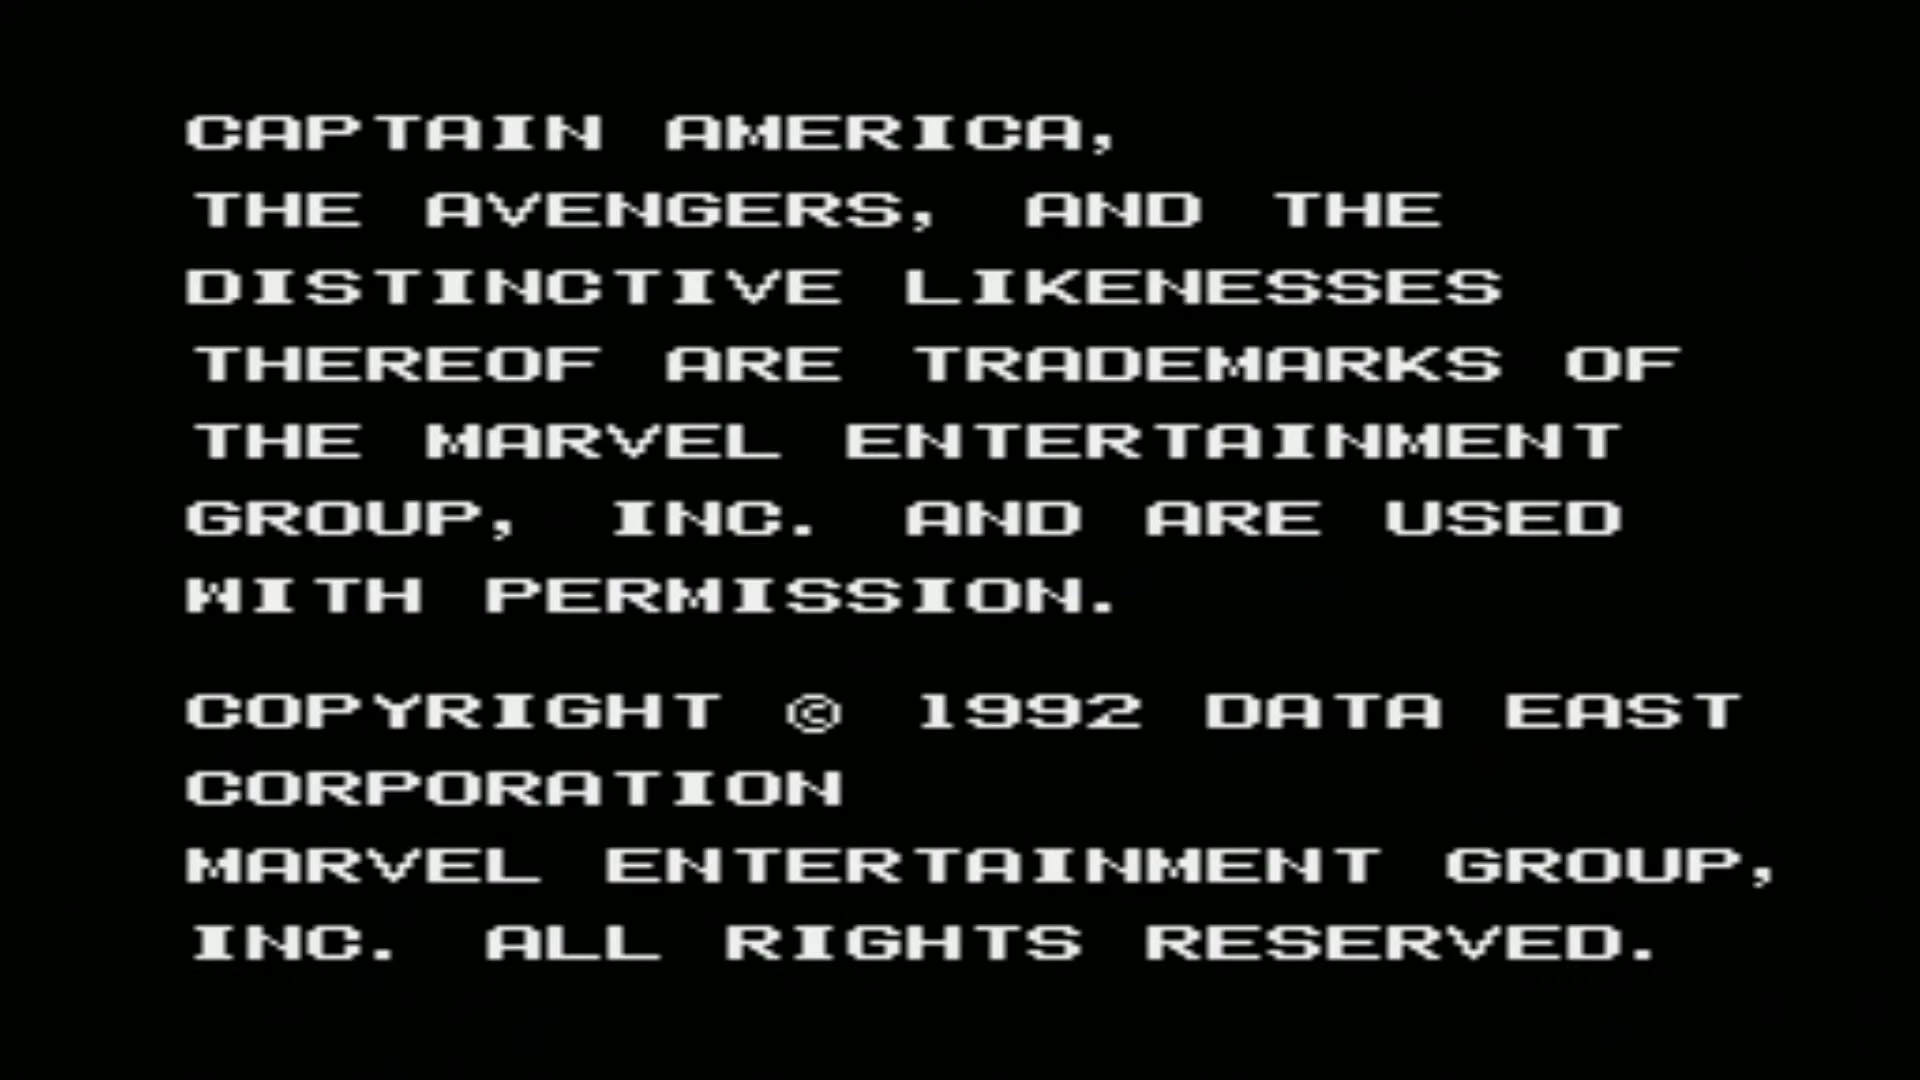 CAPTAIN AMERICA,
THE AVENGERS, AND THE
DISTINCTIVE LIKENESSES
THEREOF ARE TRADEMARKS OF
THE MARVEL ENTERTAINMENT
GROUP, INC. AND ARE USED
WITH PERMISSION.
COPYRIGHT © 1992 DATA EAST
CORPORATION
MARVEL ENTERTAINMENT GROUP,
INC. ALL RIGHTS RESERVED.